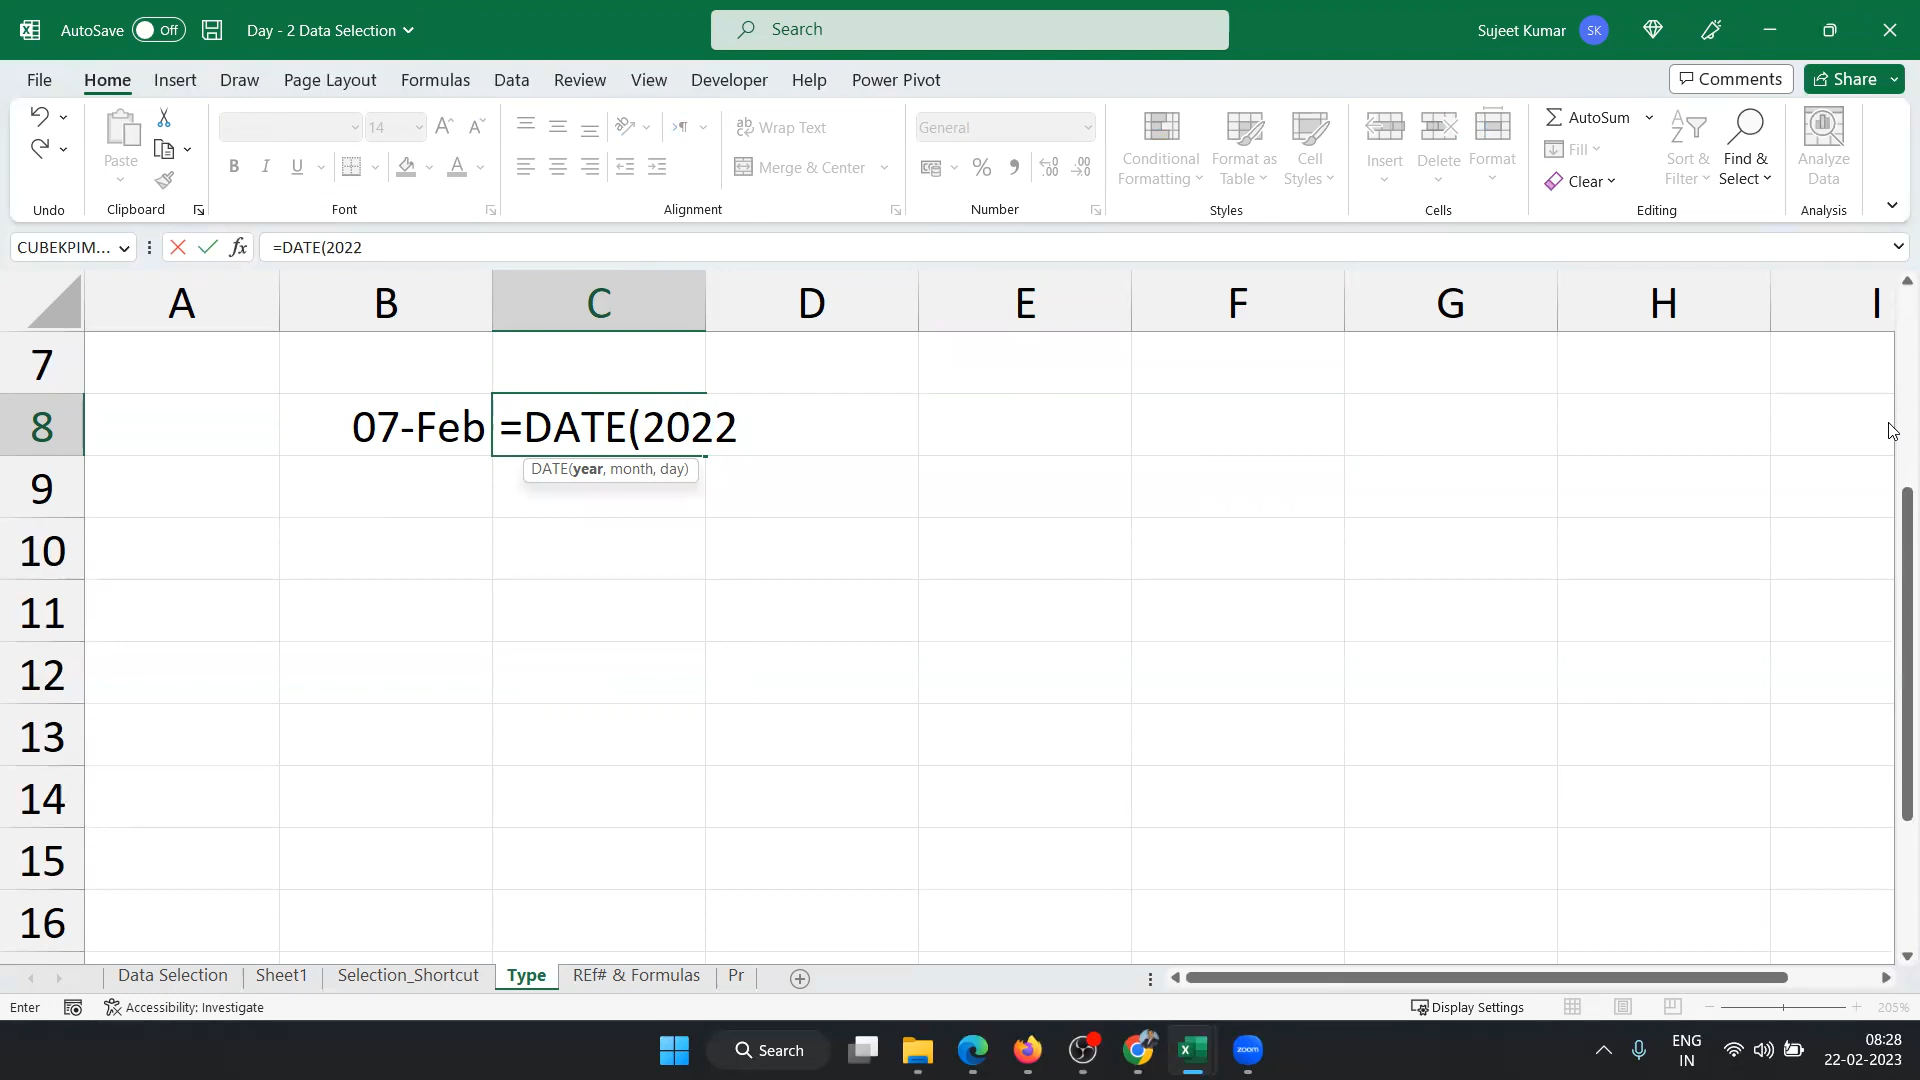 AutoSave Off Day - 2 Data Selection Search Sujeet Kumar SK
File Home Insert Draw Page Layout Formulas Data Review View Developer Help Power Pivot Comments Share
14 Wrap Text General AutoSum
Paste B I U Merge & Center Conditional Formatting Format as Table Cell Styles Insert Delete Format Fill Sort & Filter Find & Select Analyze Data
Clear
Undo Clipboard Font Alignment Number Styles Cells Editing Analysis
CUBEKPIM... fx =DATE(2022
A B C D E F G H I
7
8 07-Feb =DATE(2022
DATE(year, month, day)
9
10
11
12
13
14
15
16
Data Selection Sheet1 Selection_Shortcut Type REf# & Formulas Pr
Enter Accessibility: Investigate Display Settings 205%
Search zoom ENG IN 08:28
22-02-2023